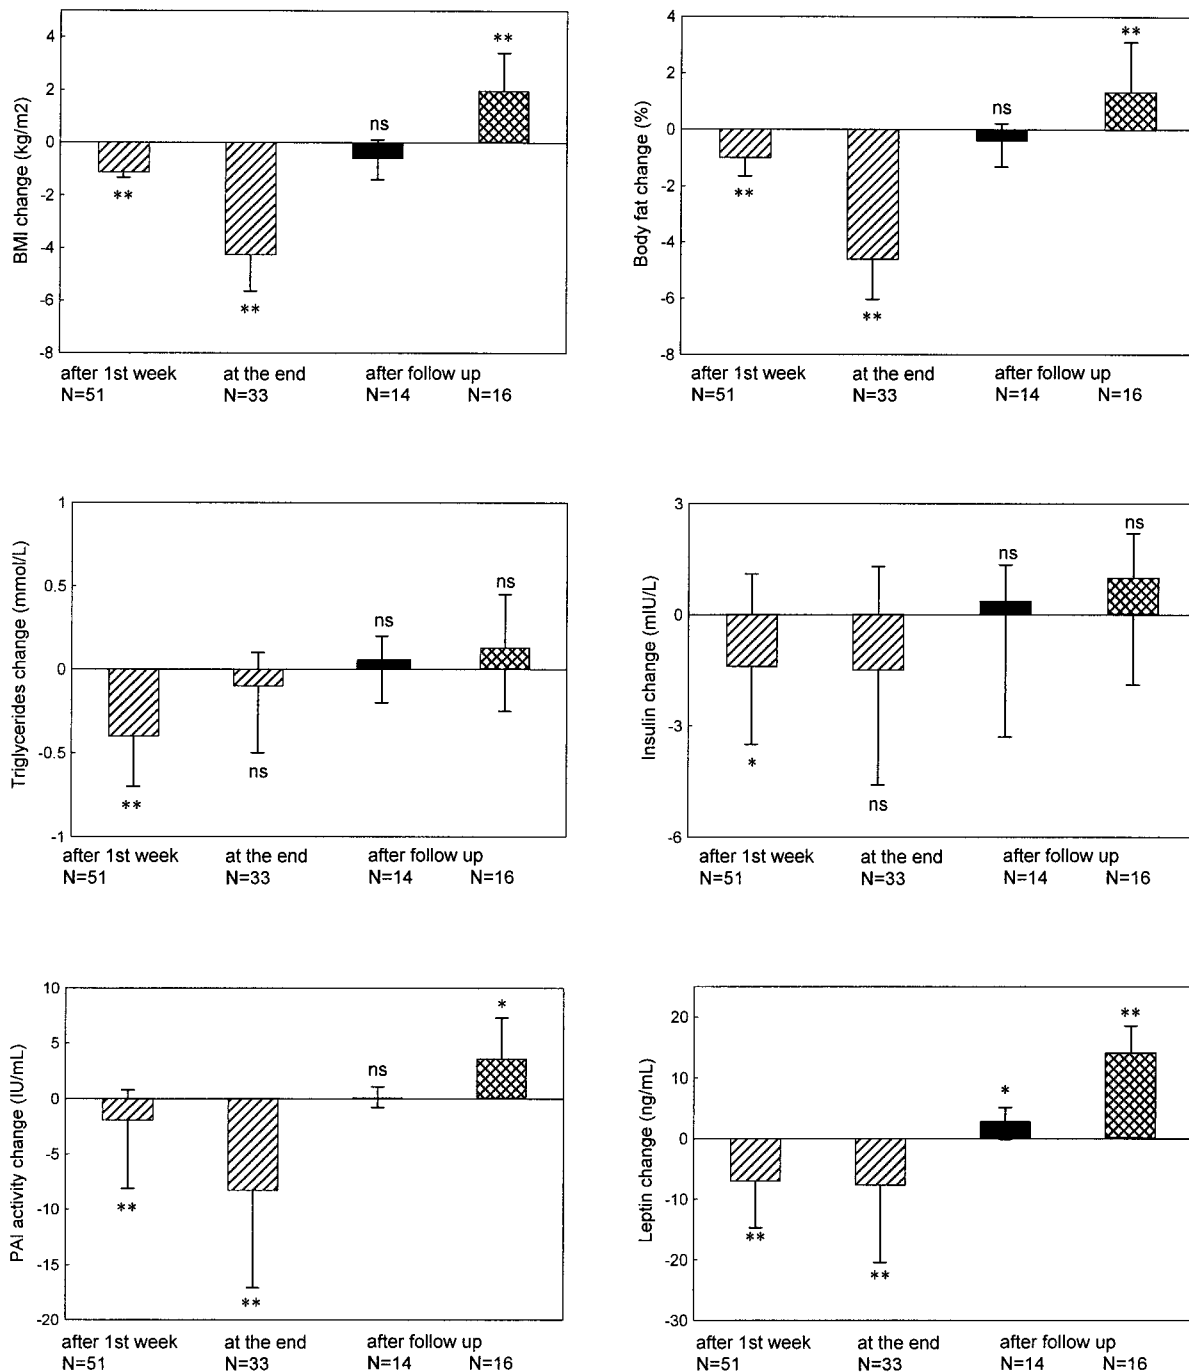 BMI change (kg/m2)
4
2
0
-2
-4
-6
-8
**
**
ns
**
after 1st week at the end after follow up
N=51 N=33 N=14 N=16
Body fat change (%)
4
2
0
-2
-4
-6
-8
**
**
ns
**
after 1st week at the end after follow up
N=51 N=33 N=14 N=16
Triglycerides change (mmol/L)
1
0.5
0
-0.5
-1
**
ns
ns
ns
after 1st week at the end after follow up
N=51 N=33 N=14 N=16
Insulin change (mIU/L)
3
0
-3
-6
*
ns
ns
ns
after 1st week at the end after follow up
N=51 N=33 N=14 N=16
PAI activity change (IU/mL)
10
5
0
-5
-10
-15
-20
**
**
ns
*
after 1st week at the end after follow up
N=51 N=33 N=14 N=16
Leptin change (ng/mL)
20
10
0
-10
-20
-30
**
**
*
**
after 1st week at the end after follow up
N=51 N=33 N=14 N=16